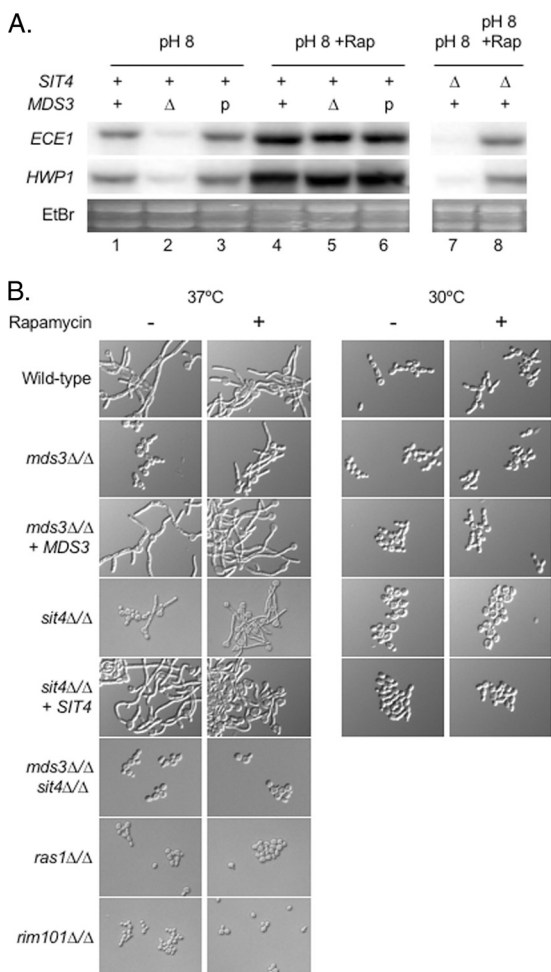 A.
pH 8 pH 8 +Rap pH 8 pH 8 +Rap
SIT4 + + + + + + Δ Δ
MDS3 + Δ p + Δ p + +
ECE1
HWP1
EtBr
1 2 3 4 5 6 7 8
B.
37ºC 30ºC
Rapamycin - + - +
Wild-type
mds3Δ/Δ
mds3Δ/Δ
+ MDS3
sit4Δ/Δ
sit4Δ/Δ
+ SIT4
mds3Δ/Δ
sit4Δ/Δ
ras1Δ/Δ
rim101Δ/Δ